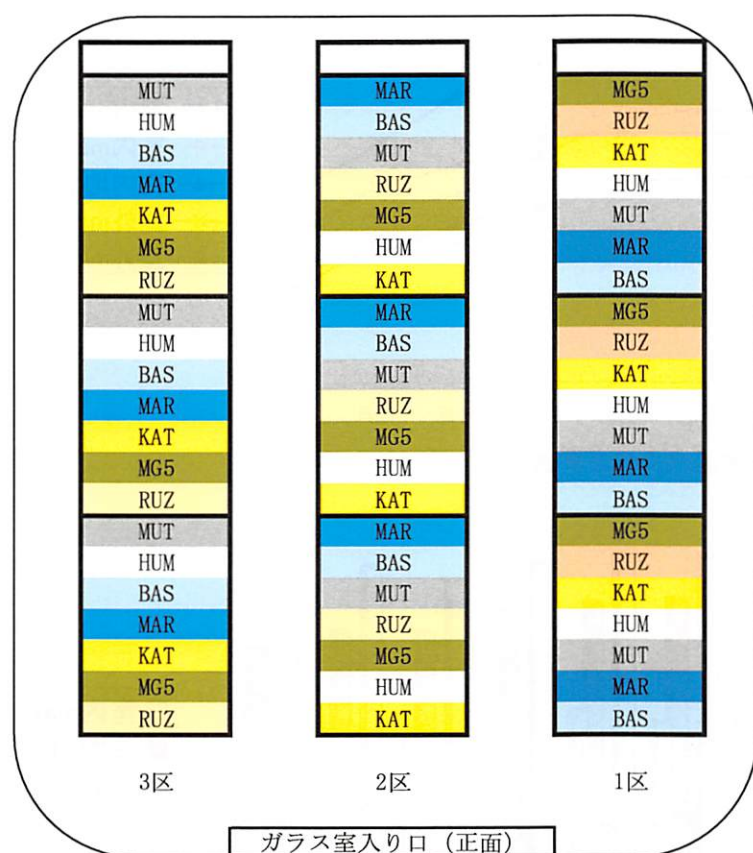 MUT MAR MG5
HUM BAS RUZ
BAS MUT KAT
MAR RUZ HUM
KAT MG5 MUT
MG5 HUM MAR
RUZ KAT BAS
MUT MAR MG5
HUM BAS RUZ
BAS MUT KAT
MAR RUZ HUM
KAT MG5 MUT
MG5 HUM MAR
RUZ KAT BAS
MUT MAR MG5
HUM BAS RUZ
BAS MUT KAT
MAR RUZ HUM
KAT MG5 MUT
MG5 HUM MAR
RUZ KAT BAS
3区 2区 1区
ガラス室入り口(正面)